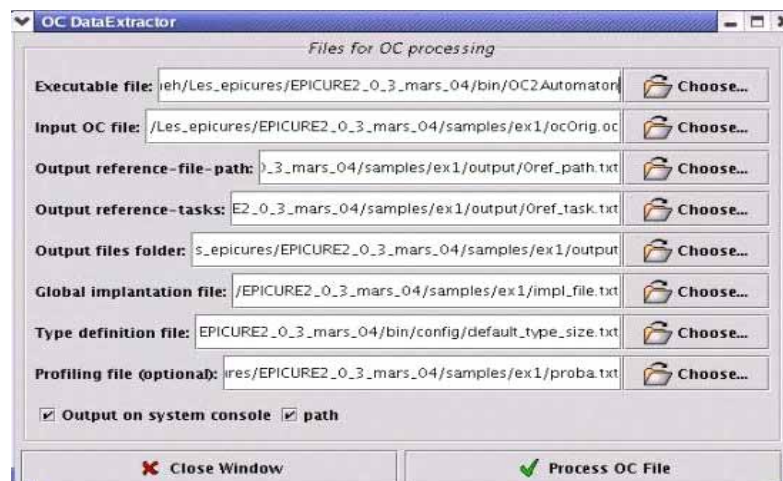 OC DataExtractor
Files for OC processing
Executable file: ieh/Les_epicures/EPICURE2_0_3_mars_04/bin/OC2Automaton Choose...
Input OC file: /Les_epicures/EPICURE2_0_3_mars_04/samples/ex1/ocOrig.oc Choose...
Output reference-file-path: )_3_mars_04/samples/ex1/output/0ref_path.txt Choose...
Output reference-tasks: E2_0_3_mars_04/samples/ex1/output/0ref_task.txt Choose...
Output files folder: s_epicures/EPICURE2_0_3_mars_04/samples/ex1/output Choose...
Global implantation file: /EPICURE2_0_3_mars_04/samples/ex1/impl_file.txt Choose...
Type definition file: EPICURE2_0_3_mars_04/bin/config/default_type_size.txt Choose...
Profiling file (optional): ires/EPICURE2_0_3_mars_04/samples/ex1/proba.txt Choose...
Output on system console path
Close Window Process OC File